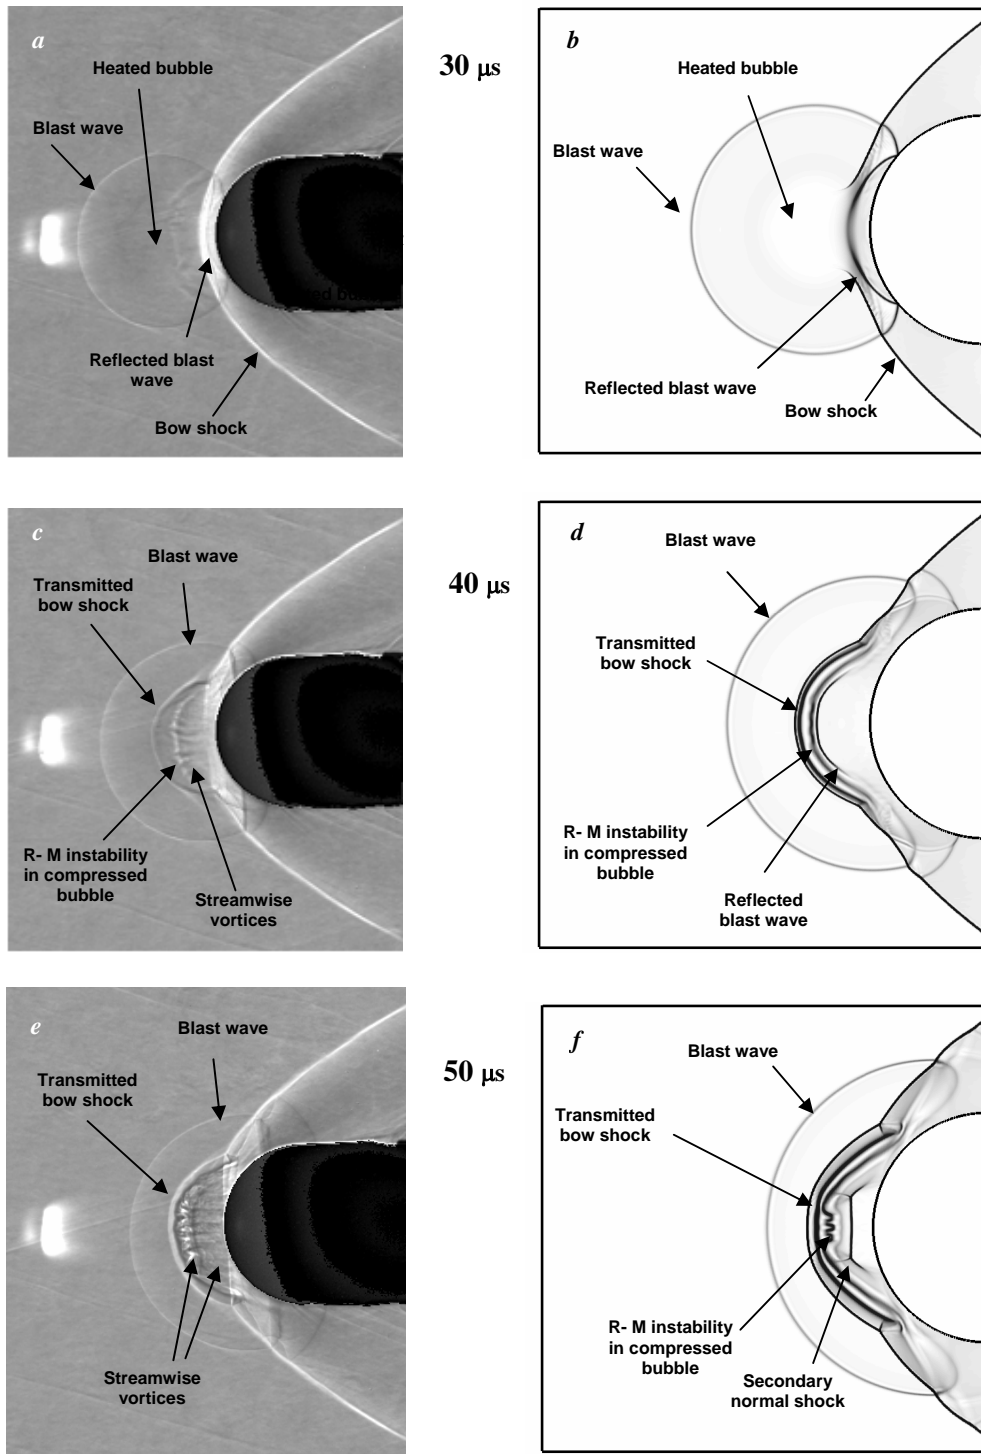 a
Heated bubble
Blast wave
Reflected blast
wave
Bow shock
30 µs
b
Heated bubble
Blast wave
Reflected blast wave
Bow shock
c
Blast wave
Transmitted
bow shock
R- M instability
in compressed
bubble
Streamwise
vortices
40 µs
d
Blast wave
Transmitted
bow shock
R- M instability
in compressed
bubble
Reflected
blast wave
e
Blast wave
Transmitted
bow shock
Streamwise
vortices
50 µs
f
Blast wave
Transmitted
bow shock
R- M instability
in compressed
bubble
Secondary
normal shock